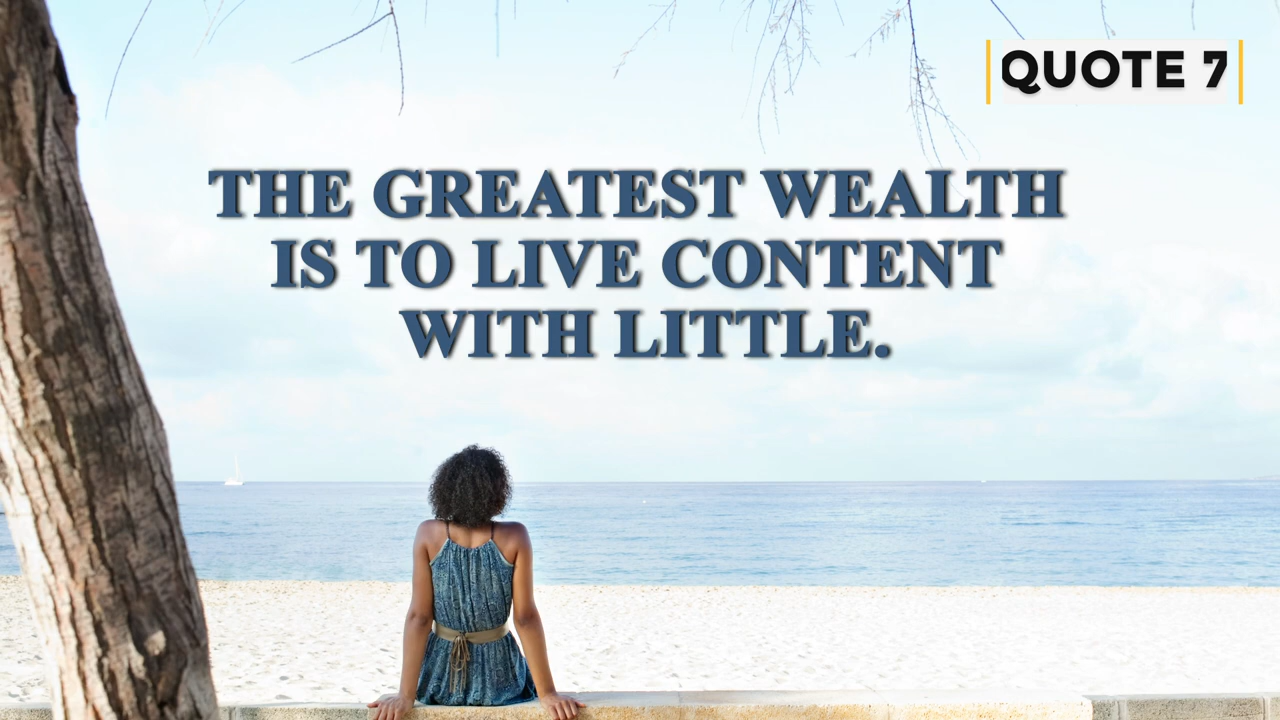 QUOTE 7
THE GREATEST WEALTH
IS TO LIVE CONTENT
WITH LITTLE.